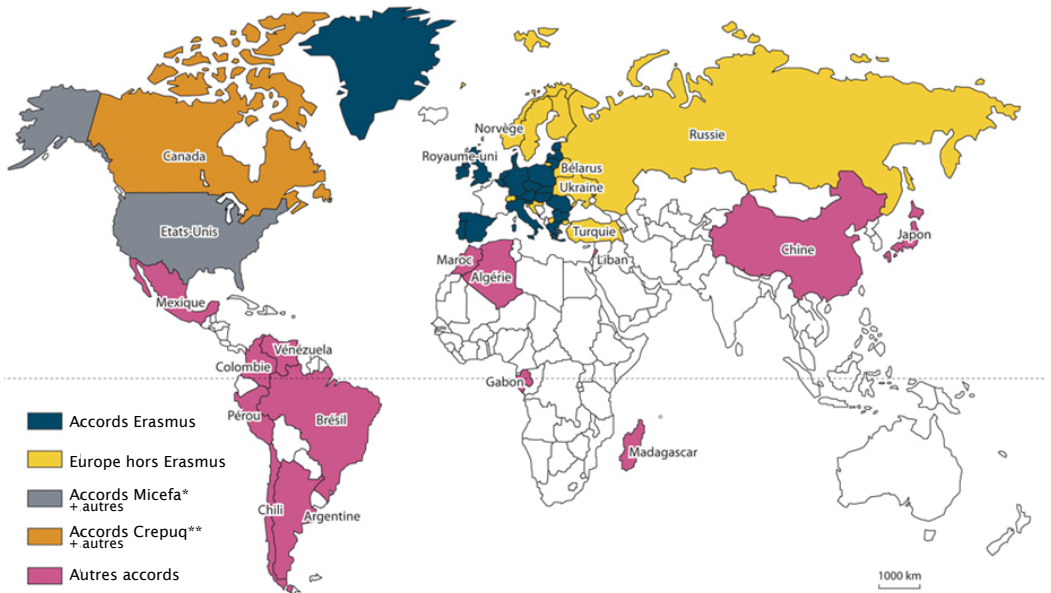 Norvège
Russie
Canada
Royaume-uni
Bélarus
Ukraine
Etats-Unis
Turquie
Japon
Chine
Maroc
Liban
Algérie
Mexique
Vénézuela
Colombie
Gabon
Pérou
Brésil
Madagascar
Chili
Argentine
Accords Erasmus
Europe hors Erasmus
Accords Micefa*
+.autres
Accords Crepuq**
+.autres
Autres accords
1000 km